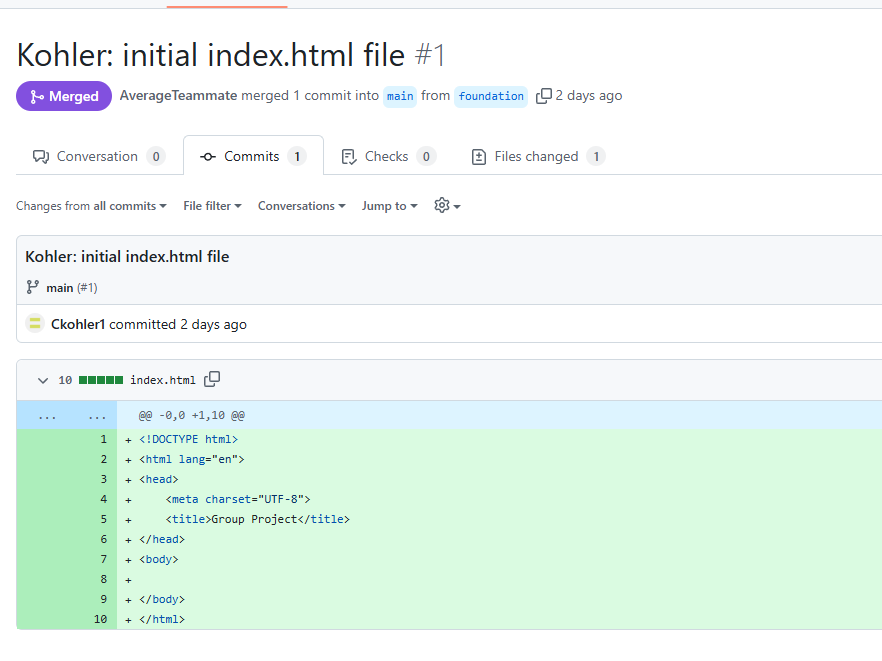 Kohler: initial index.html file #1
Merged AverageTeammate merged 1 commit into main from foundation 2 days ago
Conversation 0 Commits 1 Checks 0 Files changed 1
Changes from all commits File filter Conversations Jump to
Kohler: initial index.html file
main (#1)
Ckohler1 committed 2 days ago
10 index.html
... ... @@ -0,0 +1,10 @@
1 + <!DOCTYPE html>
2 + <html lang="en">
3 + <head>
4 +     <meta charset="UTF-8">
5 +     <title>Group Project</title>
6 + </head>
7 + <body>
8 +
9 + </body>
10 + </html>